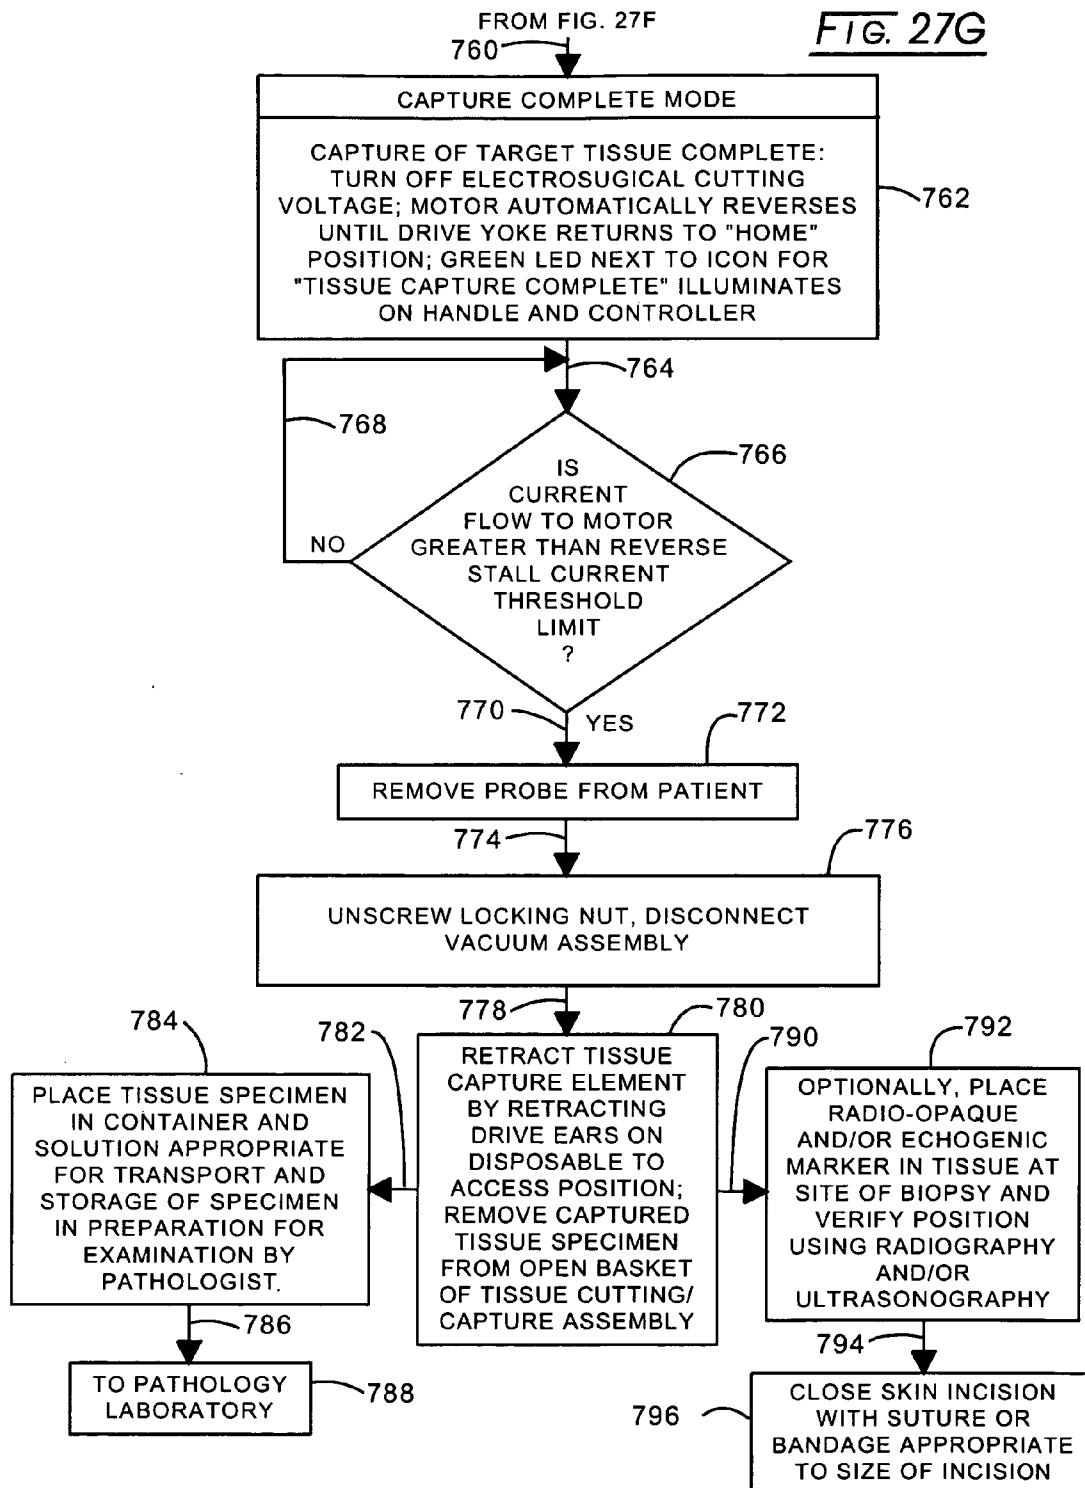 FROM FIG. 27F
FIG. 27G
760
CAPTURE COMPLETE MODE
CAPTURE OF TARGET TISSUE COMPLETE:
TURN OFF ELECTROSUGICAL CUTTING
VOLTAGE; MOTOR AUTOMATICALLY REVERSES
UNTIL DRIVE YOKE RETURNS TO "HOME"
POSITION; GREEN LED NEXT TO ICON FOR
"TISSUE CAPTURE COMPLETE" ILLUMINATES
ON HANDLE AND CONTROLLER
762
764
768
766
IS
CURRENT
FLOW TO MOTOR
GREATER THAN REVERSE
STALL CURRENT
THRESHOLD
LIMIT
?
NO
770
YES
772
REMOVE PROBE FROM PATIENT
774
776
UNSCREW LOCKING NUT, DISCONNECT
VACUUM ASSEMBLY
778
780
RETRACT TISSUE
CAPTURE ELEMENT
BY RETRACTING
DRIVE EARS ON
DISPOSABLE TO
ACCESS POSITION;
REMOVE CAPTURED
TISSUE SPECIMEN
FROM OPEN BASKET
OF TISSUE CUTTING/
CAPTURE ASSEMBLY
782
784
PLACE TISSUE SPECIMEN
IN CONTAINER AND
SOLUTION APPROPRIATE
FOR TRANSPORT AND
STORAGE OF SPECIMEN
IN PREPARATION FOR
EXAMINATION BY
PATHOLOGIST.
786
TO PATHOLOGY
LABORATORY
788
790
792
OPTIONALLY, PLACE
RADIO-OPAQUE
AND/OR ECHOGENIC
MARKER IN TISSUE AT
SITE OF BIOPSY AND
VERIFY POSITION
USING RADIOGRAPHY
AND/OR
ULTRASONOGRAPHY
794
796
CLOSE SKIN INCISION
WITH SUTURE OR
BANDAGE APPROPRIATE
TO SIZE OF INCISION